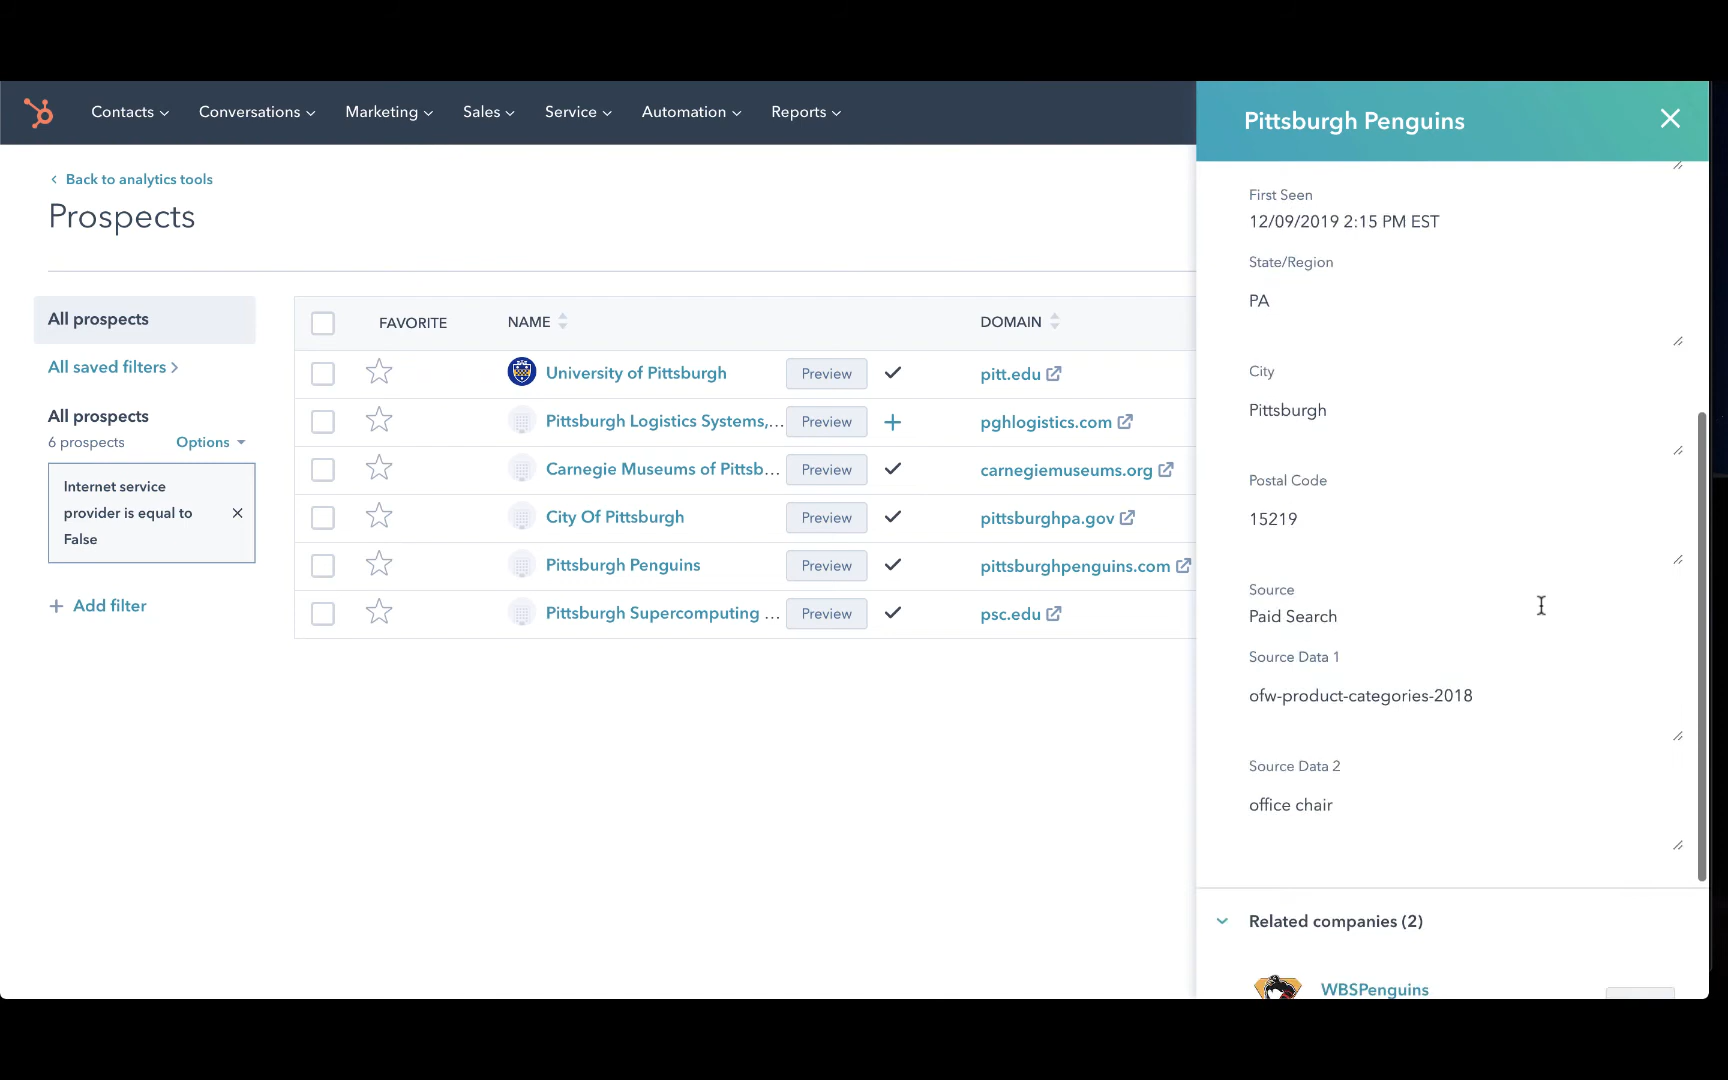 Contacts
Conversations
Marketing
Sales
Service
Automation
Reports
Back to analytics tools
Prospects
All prospects
All saved filters
All prospects
6 prospects
Options
Internet service
provider is equal to
False
Add filter
FAVORITE NAME DOMAIN
University of Pittsburgh Preview pitt.edu
Pittsburgh Logistics Systems,... Preview pghlogistics.com
Carnegie Museums of Pittsb... Preview carnegiemuseums.org
City Of Pittsburgh Preview pittsburghpa.gov
Pittsburgh Penguins Preview pittsburghpenguins.com
Pittsburgh Supercomputing ... Preview psc.edu
Pittsburgh Penguins
First Seen
12/09/2019 2:15 PM EST
State/Region
PA
City
Pittsburgh
Postal Code
15219
Source
Paid Search
Source Data 1
ofw-product-categories-2018
Source Data 2
office chair
Related companies (2)
WBSPenguins